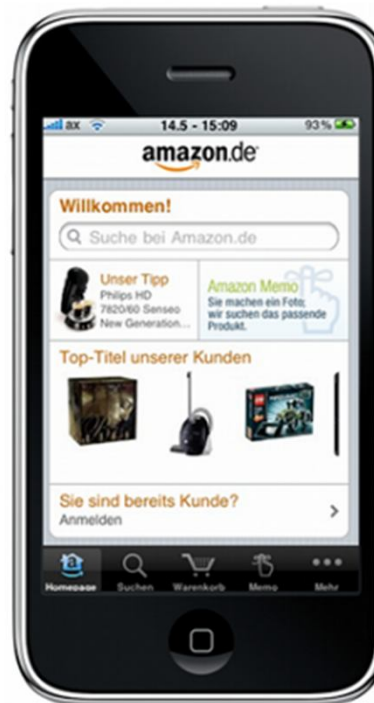 ax 14.5 - 15:09 93%
amazon.de
Willkommen!
Suche bei Amazon.de
Unser Tipp
Philips HD
7820/60 Senseo
New Generation...
Amazon Memo
Sie machen ein Foto;
wir suchen das passende
Produkt.
Top-Titel unserer Kunden
Sie sind bereits Kunde?
Anmelden
Homepage Suchen Warenkorb Memo Mehr